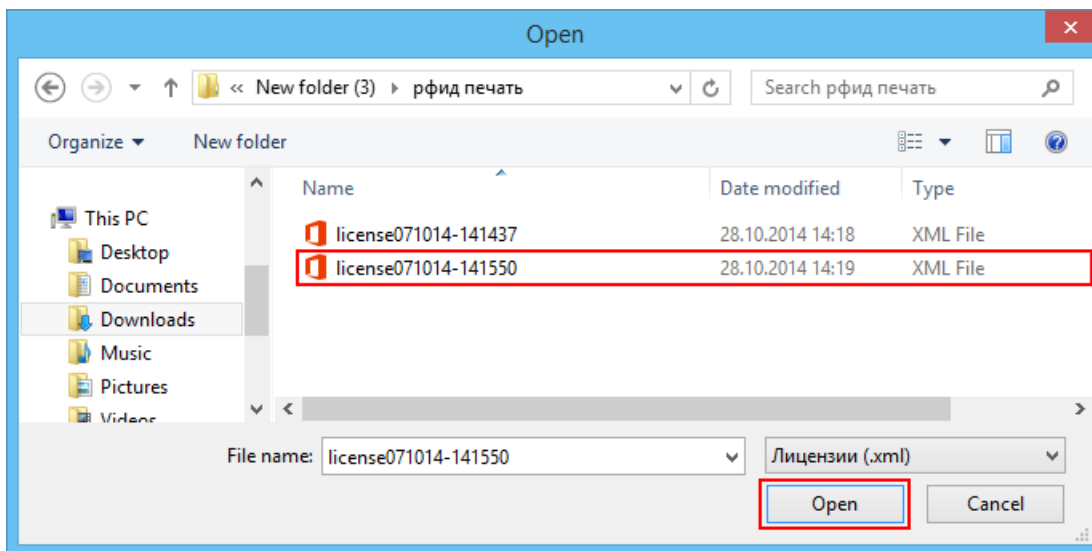 Open
« New folder (3) ▸ рфид печать
Search рфид печать
Organize
New folder
Name
Date modified
Type
This PC
Desktop
Documents
Downloads
Music
Pictures
Videos
license071014-141437 28.10.2014 14:18 XML File
license071014-141550 28.10.2014 14:19 XML File
File name: license071014-141550
Лицензии (.xml)
Open
Cancel